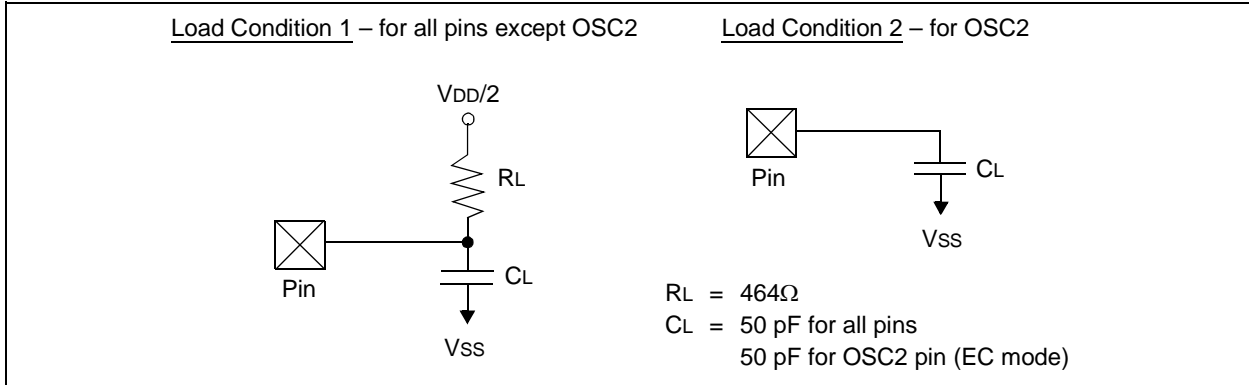 Load Condition 1 – for all pins except OSC2
Load Condition 2 – for OSC2
VDD/2
RL
Pin
CL
VSS
Pin
CL
VSS
RL = 464Ω
CL = 50 pF for all pins
50 pF for OSC2 pin (EC mode)